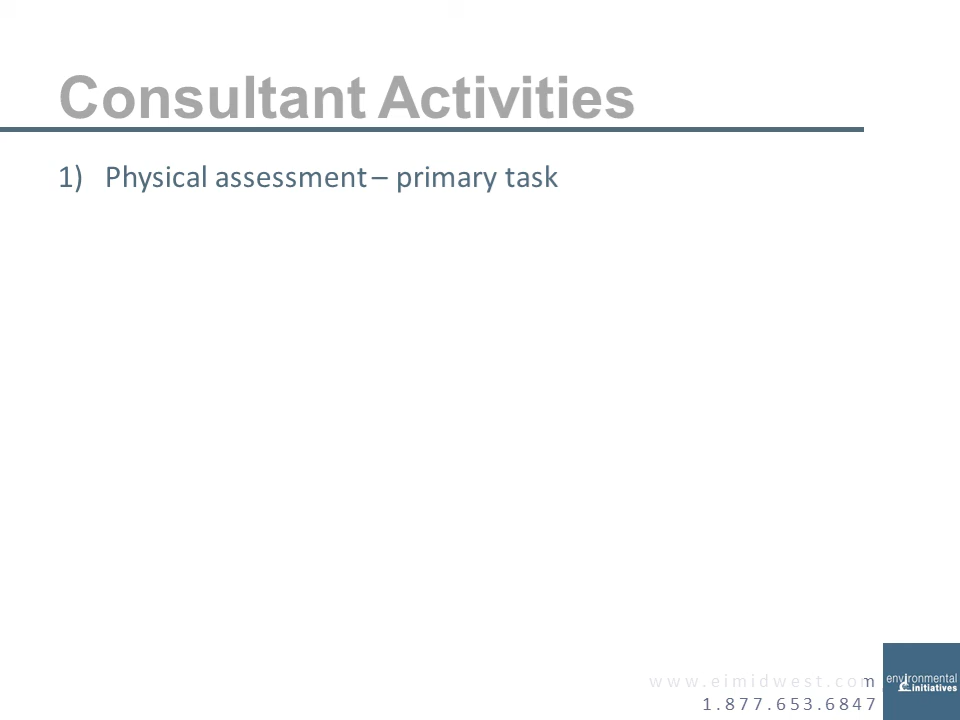 Consultant Activities
1) Physical assessment – primary task
www.eimidwest.com
1.877.653.6847
environmental
initiatives